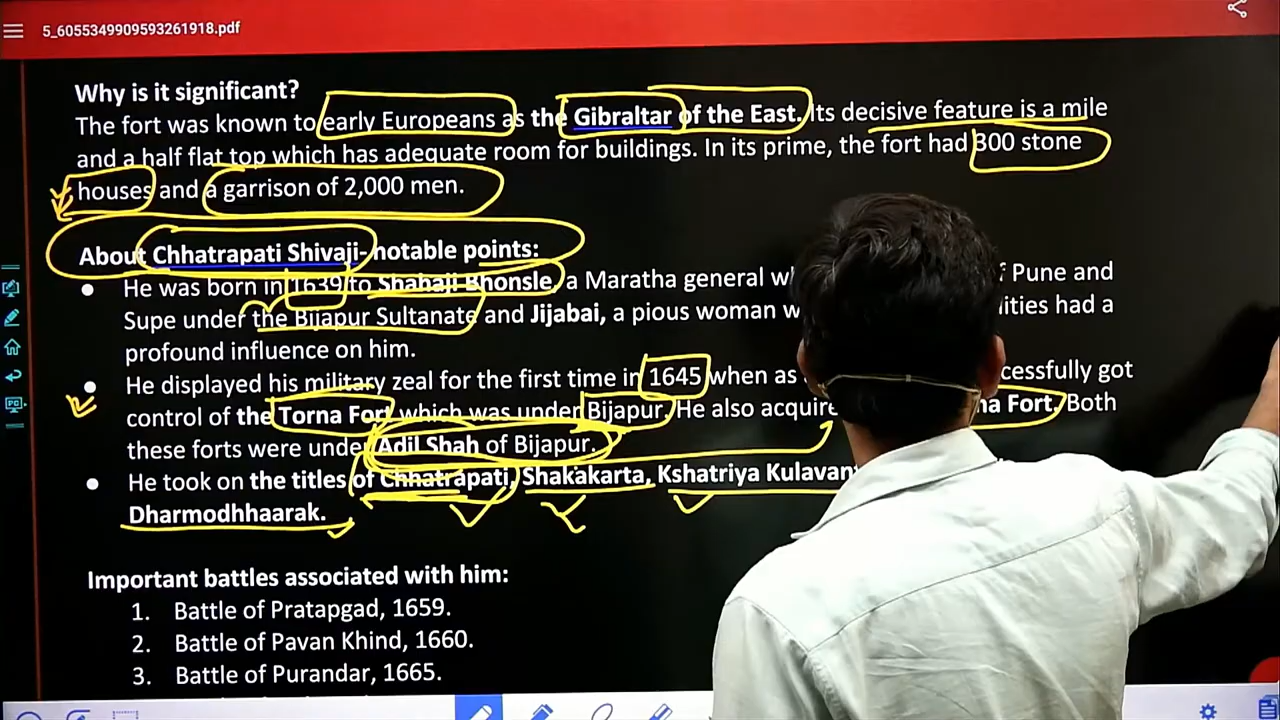 5_6055349909593261918.pdf
Why is it significant?
The fort was known to early Europeans as the Gibraltar of the East. Its decisive feature is a mile
and a half flat top which has adequate room for buildings. In its prime, the fort had 300 stone
houses and a garrison of 2,000 men.
About Chhatrapati Shivaji- notable points:
● He was born in 1639 to Shahaji Bhonsle, a Maratha general Pune and
Supe under the Bijapur Sultanate and Jijabai, a pious woman had a
profound influence on him.
● He displayed his military zeal for the first time in 1645 when as got
control of the Torna Fort which was under Bijapur. He also Fort. Both
these forts were under Adil Shah of Bijapur.
● He took on the titles of Chhatrapati, Shakakarta, Kshatriya
Dharmodhhaarak.
Important battles associated with him:
1. Battle of Pratapgad, 1659.
2. Battle of Pavan Khind, 1660.
3. Battle of Purandar, 1665.